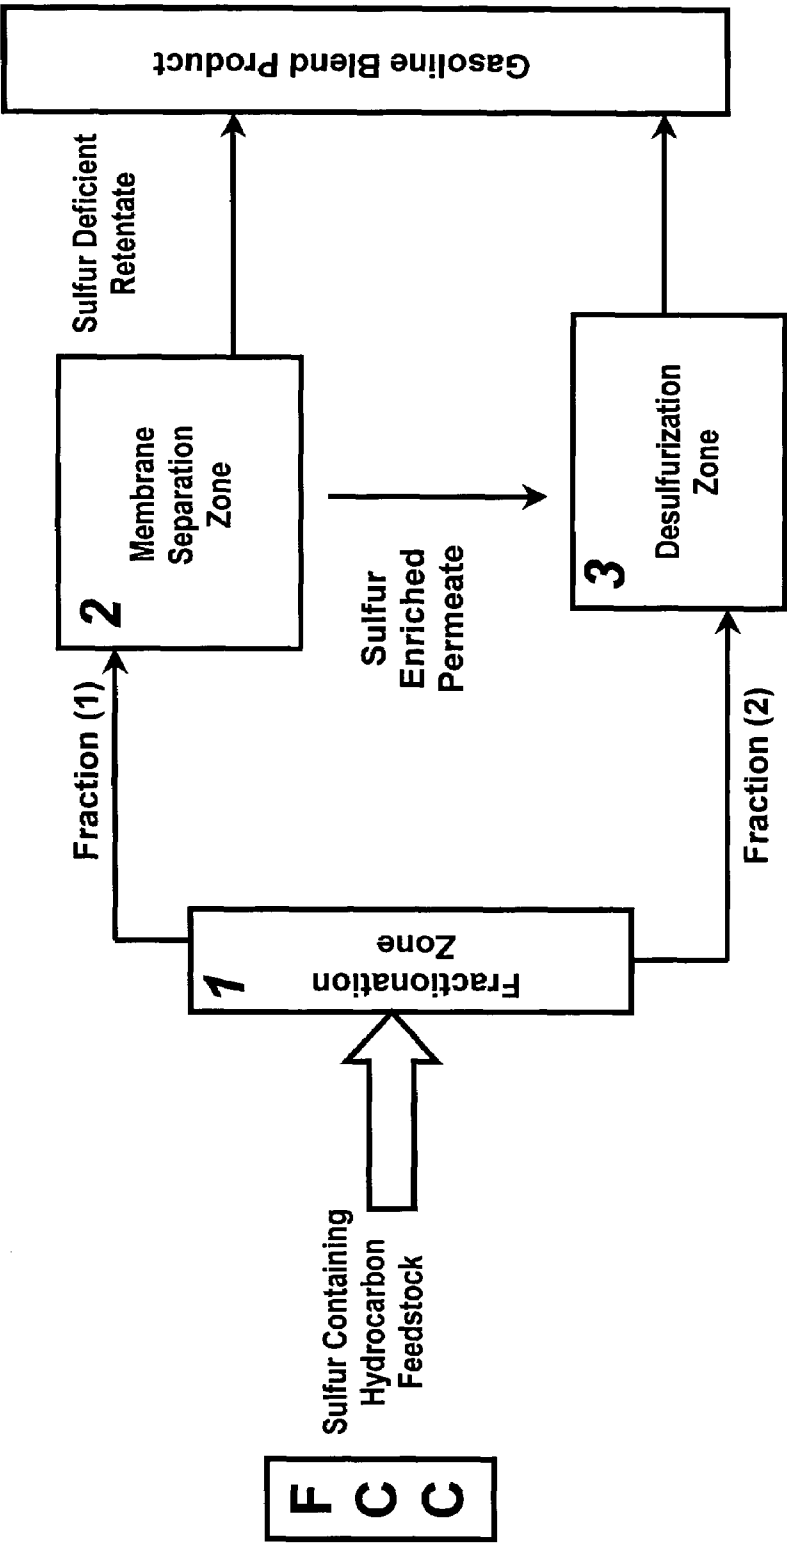 F
C
C
Sulfur Containing
Hydrocarbon
Feedstock
1
Fractionation
Zone
Fraction (1)
Fraction (2)
2
Membrane
Separation
Zone
Sulfur
Enriched
Permeate
3
Desulfurization
Zone
Sulfur Deficient
Retentate
Gasoline Blend Product